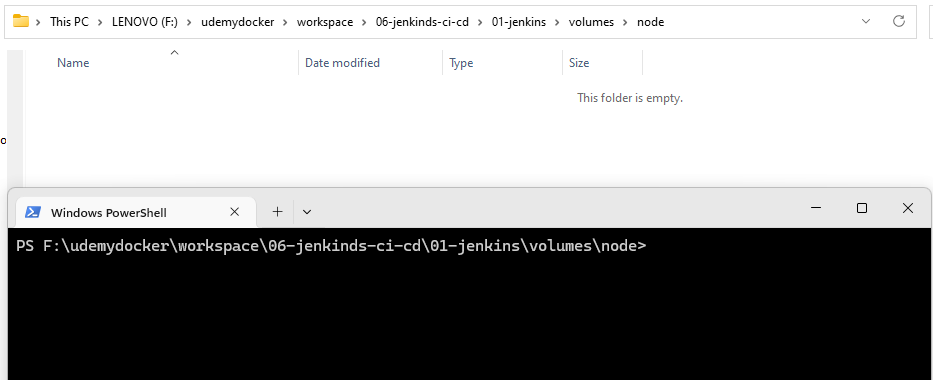 This PC > LENOVO (F:) > udemydocker > workspace > 06-jenkinds-ci-cd > 01-jenkins > volumes > node
Name Date modified Type Size
This folder is empty.
o
Windows PowerShell
PS F:\udemydocker\workspace\06-jenkinds-ci-cd\01-jenkins\volumes\node>